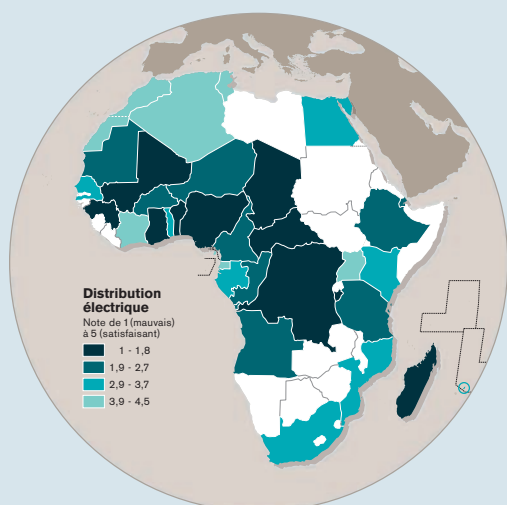 Distribution
électrique
Note de 1 (mauvais)
à 5 (satisfaisant)
1 - 1,8
1,9 - 2,7
2,9 - 3,7
3,9 - 4,5